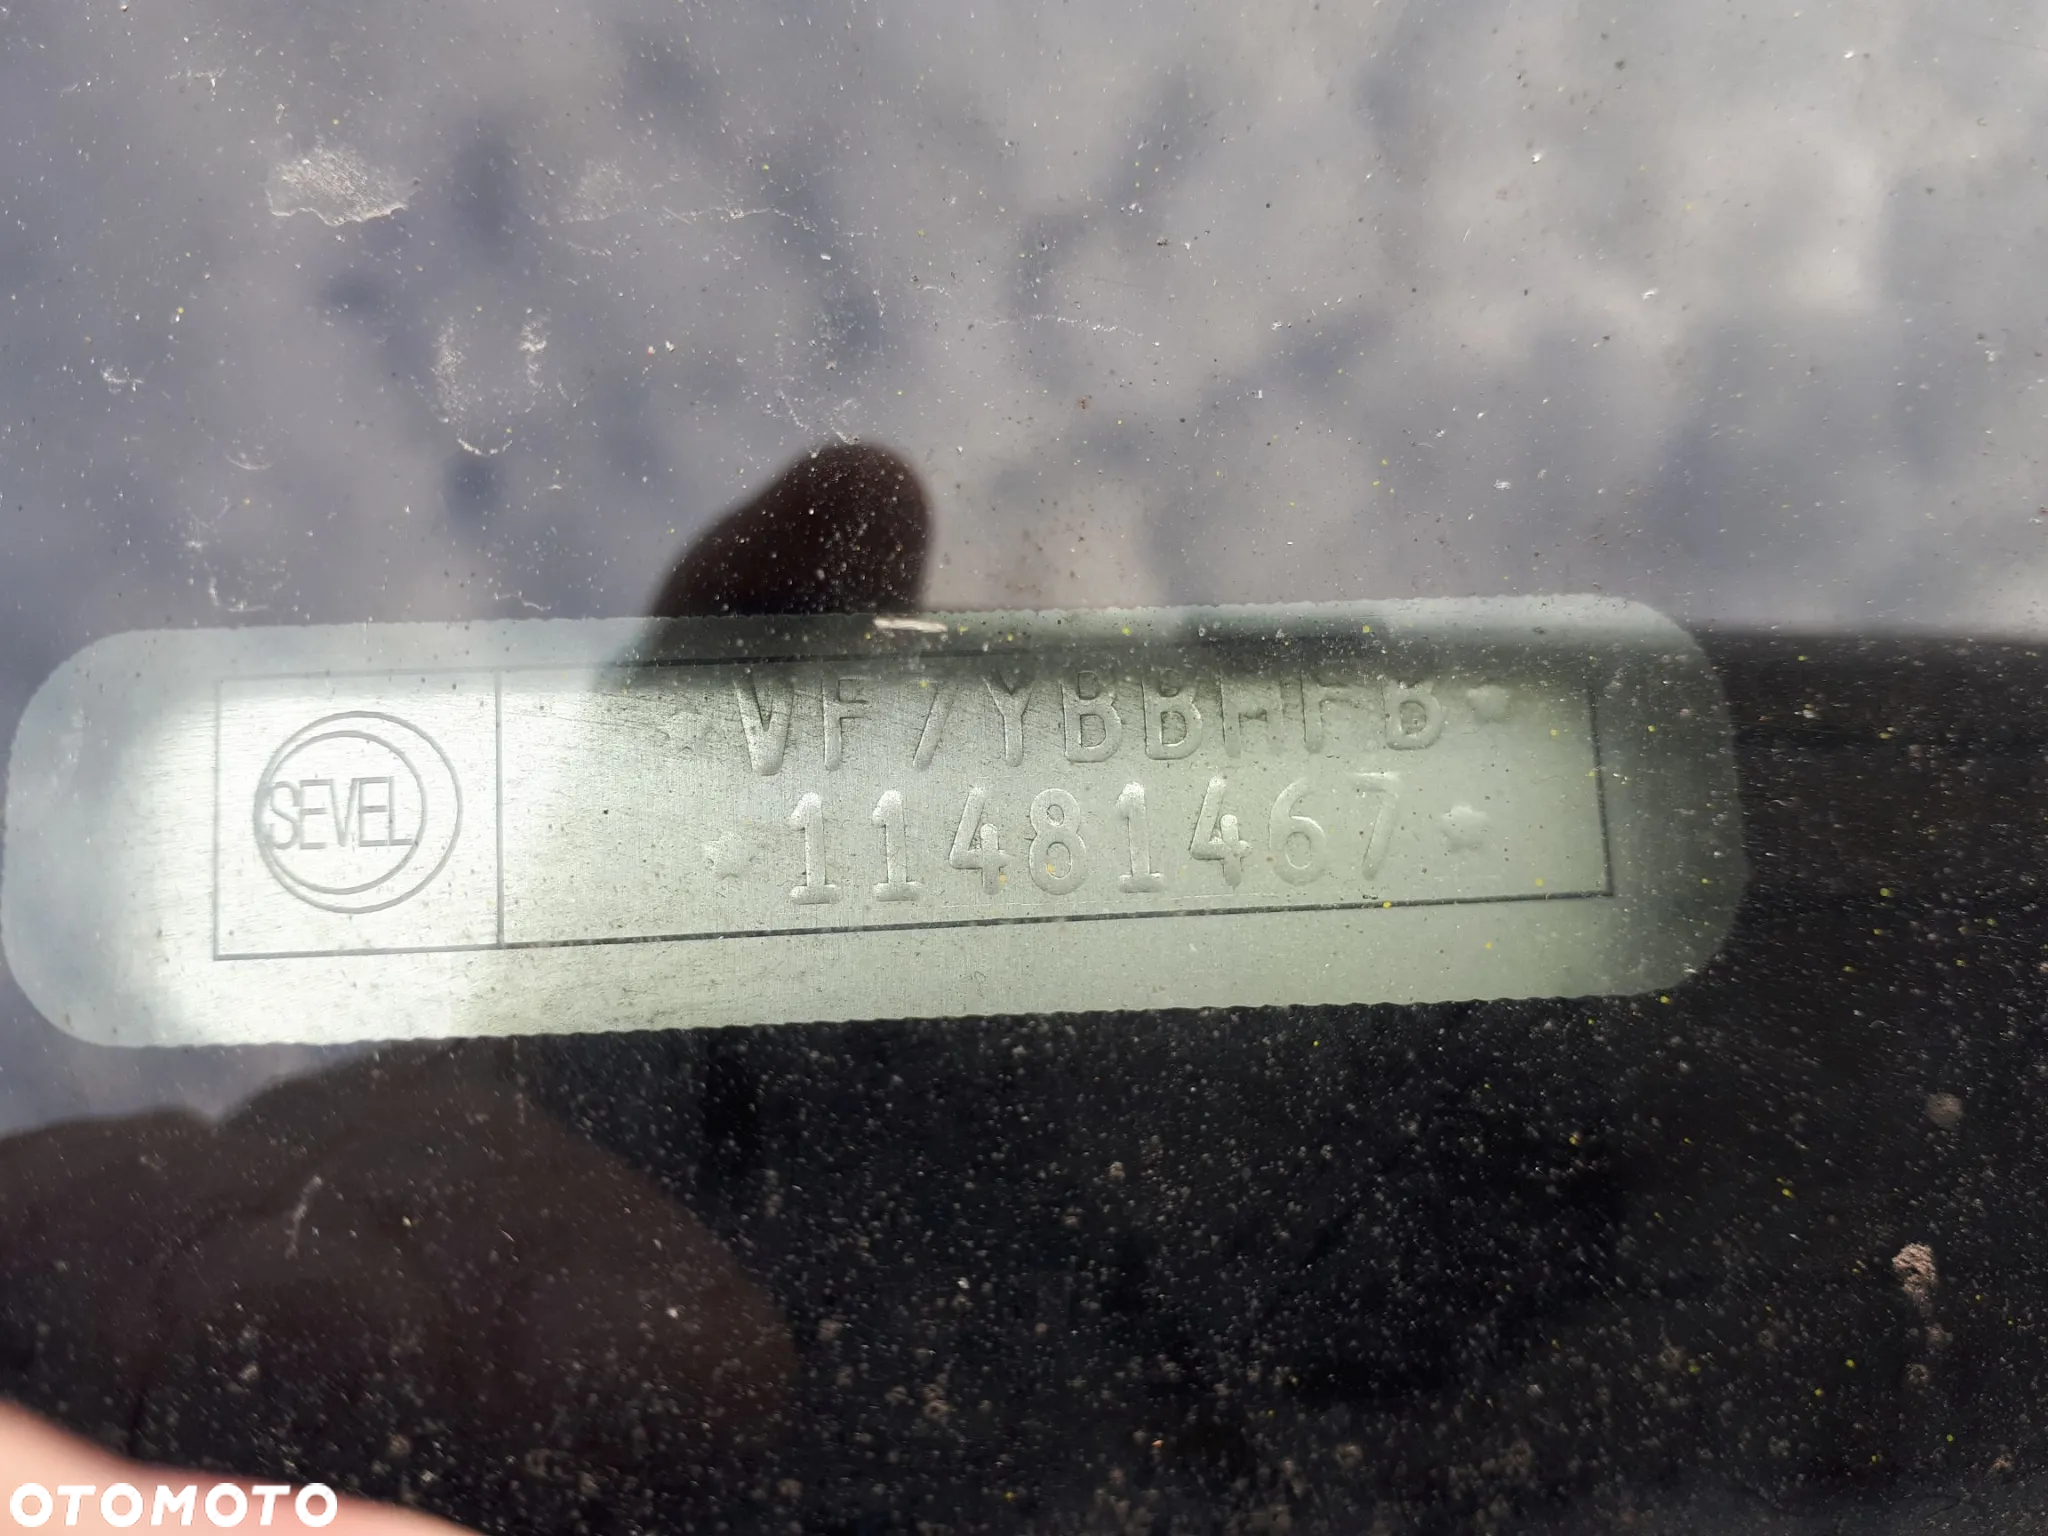 VF7YBBHFB*
SEVEL
*11481467*
OTOMOTO